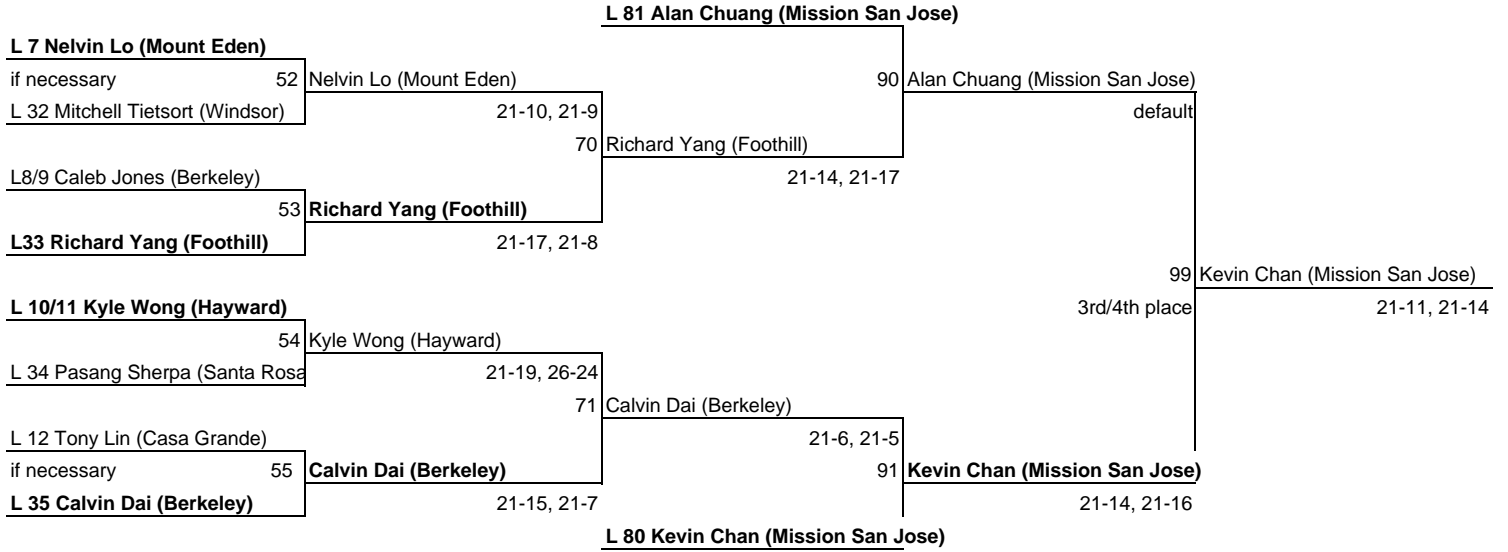 L 81 Alan Chuang (Mission San Jose)
L 7 Nelvin Lo (Mount Eden)
if necessary 52 Nelvin Lo (Mount Eden) 90 Alan Chuang (Mission San Jose)
L 32 Mitchell Tietsort (Windsor) 21-10, 21-9 default
70 Richard Yang (Foothill)
L8/9 Caleb Jones (Berkeley) 21-14, 21-17
53 Richard Yang (Foothill)
L33 Richard Yang (Foothill) 21-17, 21-8
99 Kevin Chan (Mission San Jose)
L 10/11 Kyle Wong (Hayward) 3rd/4th place 21-11, 21-14
54 Kyle Wong (Hayward)
L 34 Pasang Sherpa (Santa Rosa 21-19, 26-24
71 Calvin Dai (Berkeley)
L 12 Tony Lin (Casa Grande) 21-6, 21-5
if necessary 55 Calvin Dai (Berkeley) 91 Kevin Chan (Mission San Jose)
L 35 Calvin Dai (Berkeley) 21-15, 21-7 21-14, 21-16
L 80 Kevin Chan (Mission San Jose)